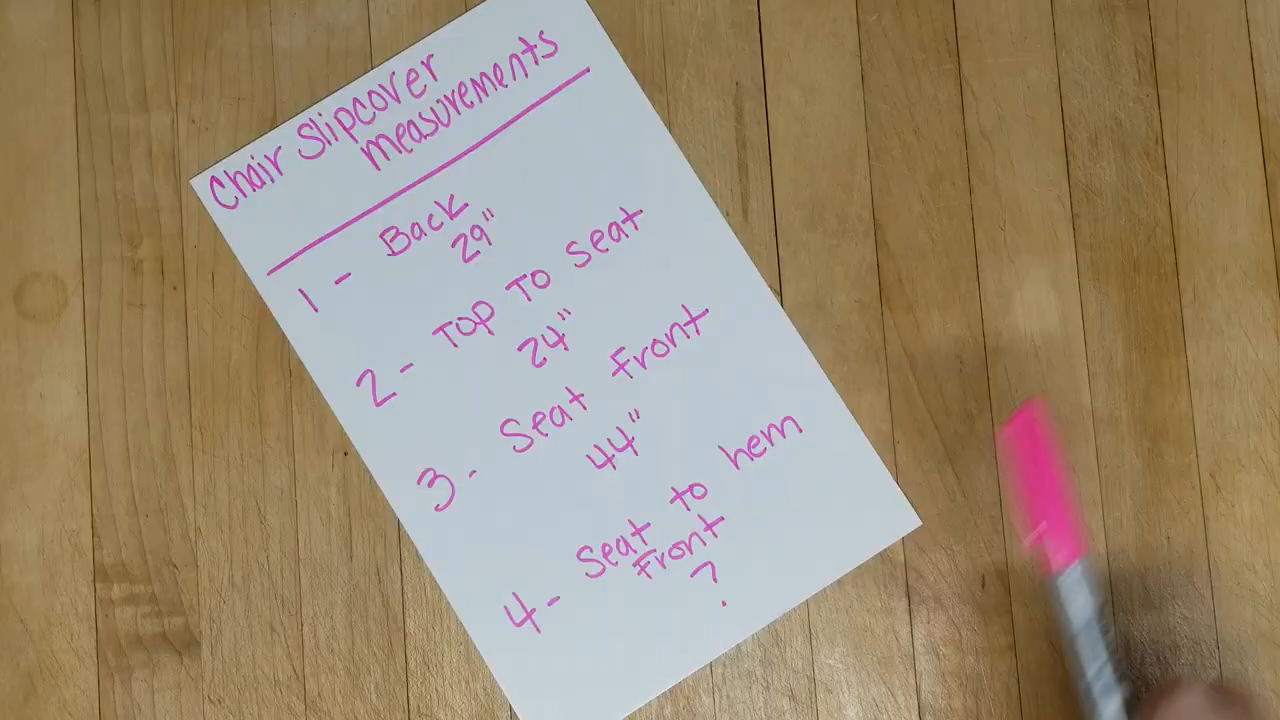 Chair Slipcover
measurements
1 - Back
29"
2 - Top To seat
24"
3 - Seat Front
44"
4 - Seat to hem
Front
?